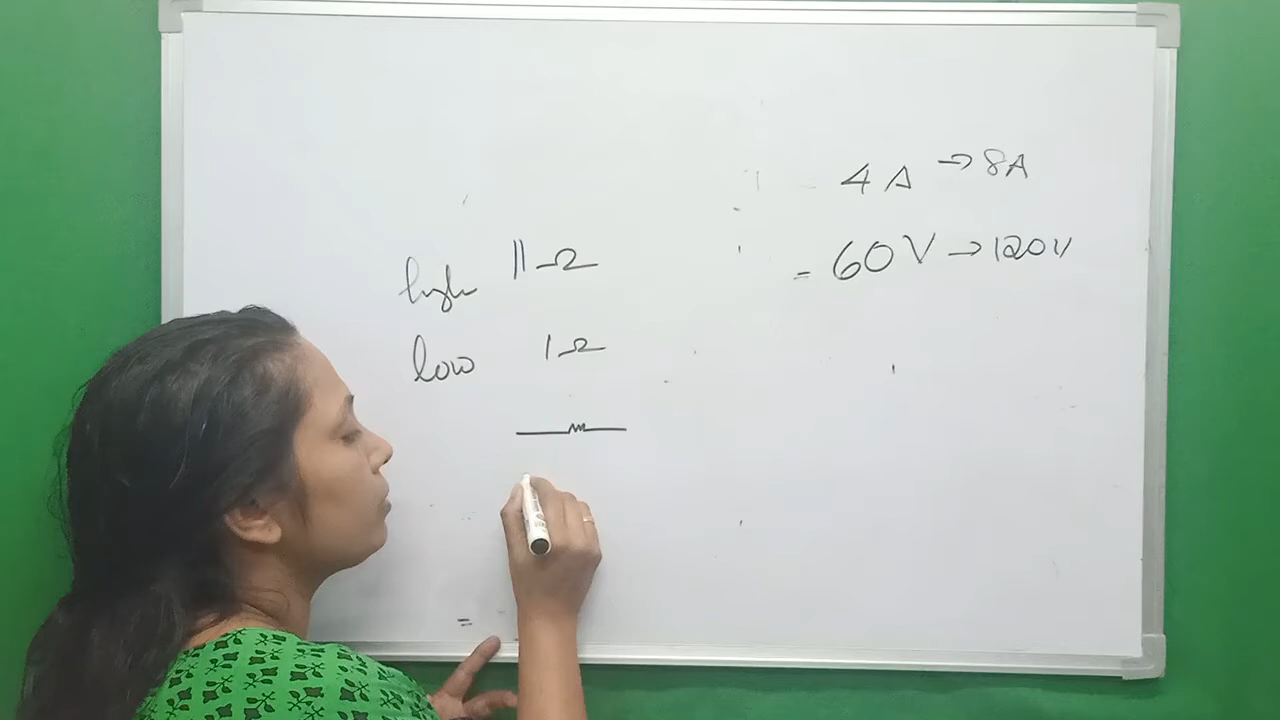 4A → 8A
= 60V → 120V
high 11Ω
low 1Ω